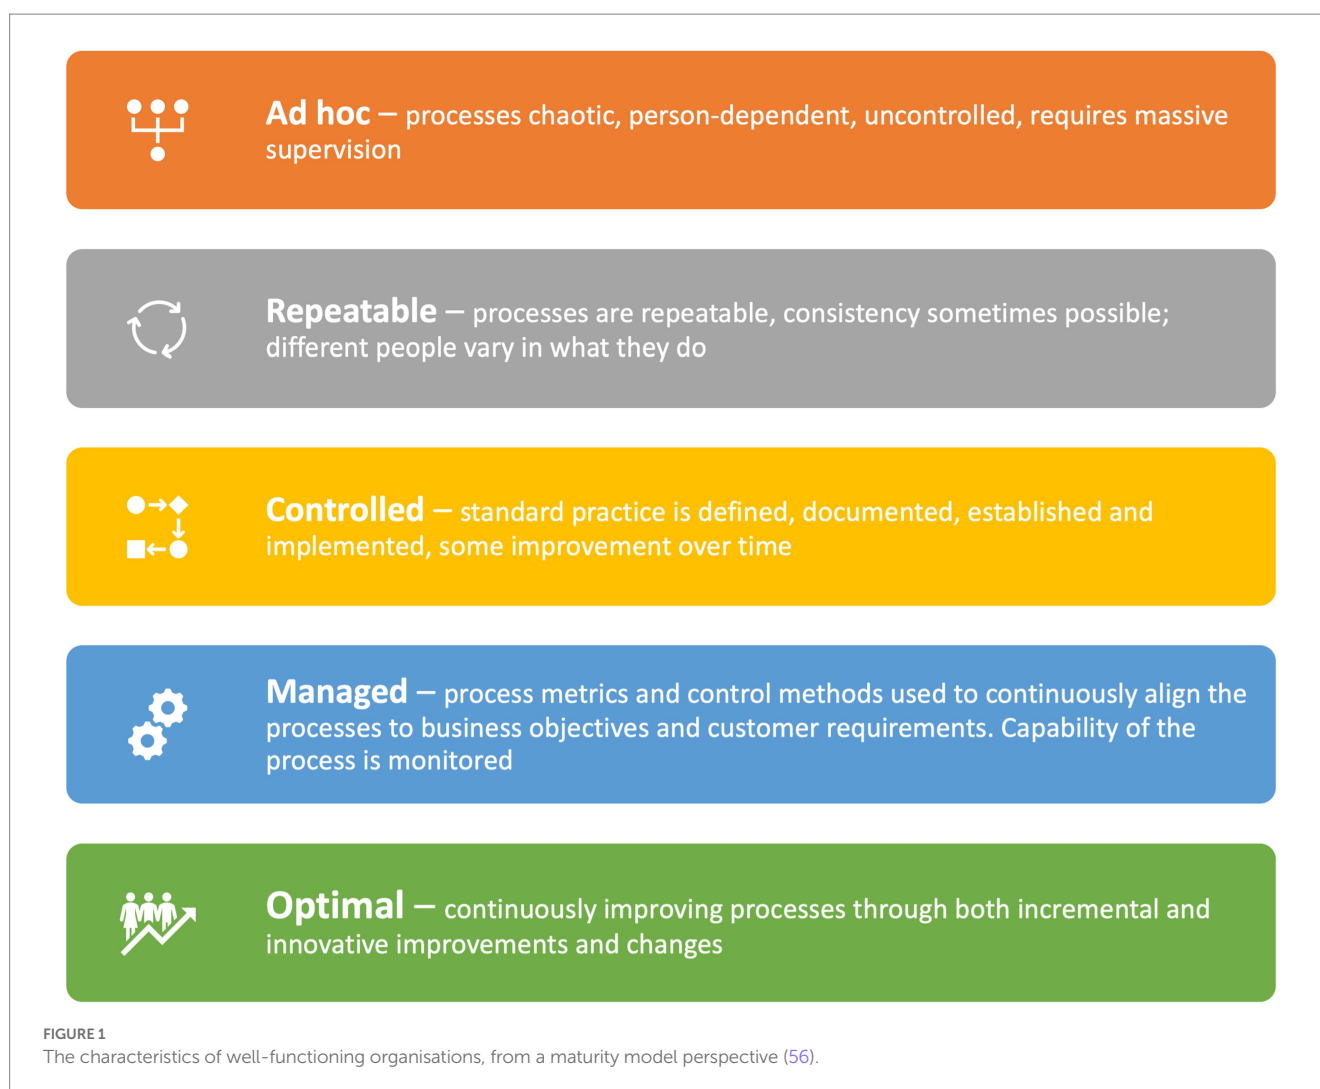 Ad hoc – processes chaotic, person-dependent, uncontrolled, requires massive
supervision
Repeatable – processes are repeatable, consistency sometimes possible;
different people vary in what they do
Controlled – standard practice is defined, documented, established and
implemented, some improvement over time
Managed – process metrics and control methods used to continuously align the
processes to business objectives and customer requirements. Capability of the
process is monitored
Optimal – continuously improving processes through both incremental and
innovative improvements and changes
FIGURE 1
The characteristics of well-functioning organisations, from a maturity model perspective (56).